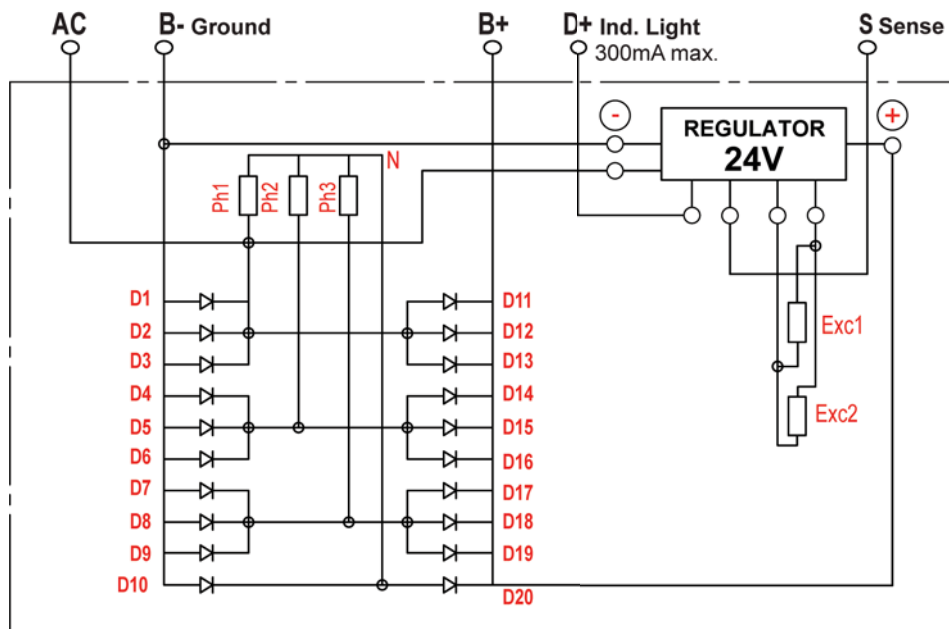 AC B- Ground B+ D+ Ind. Light S Sense
300mA max.
- REGULATOR +
24V
N
Ph1 Ph2 Ph3
D1 D11
D2 D12
Exc1
D3 D13
D4 D14
Exc2
D5 D15
D6 D16
D7 D17
D8 D18
D9 D19
D10 D20